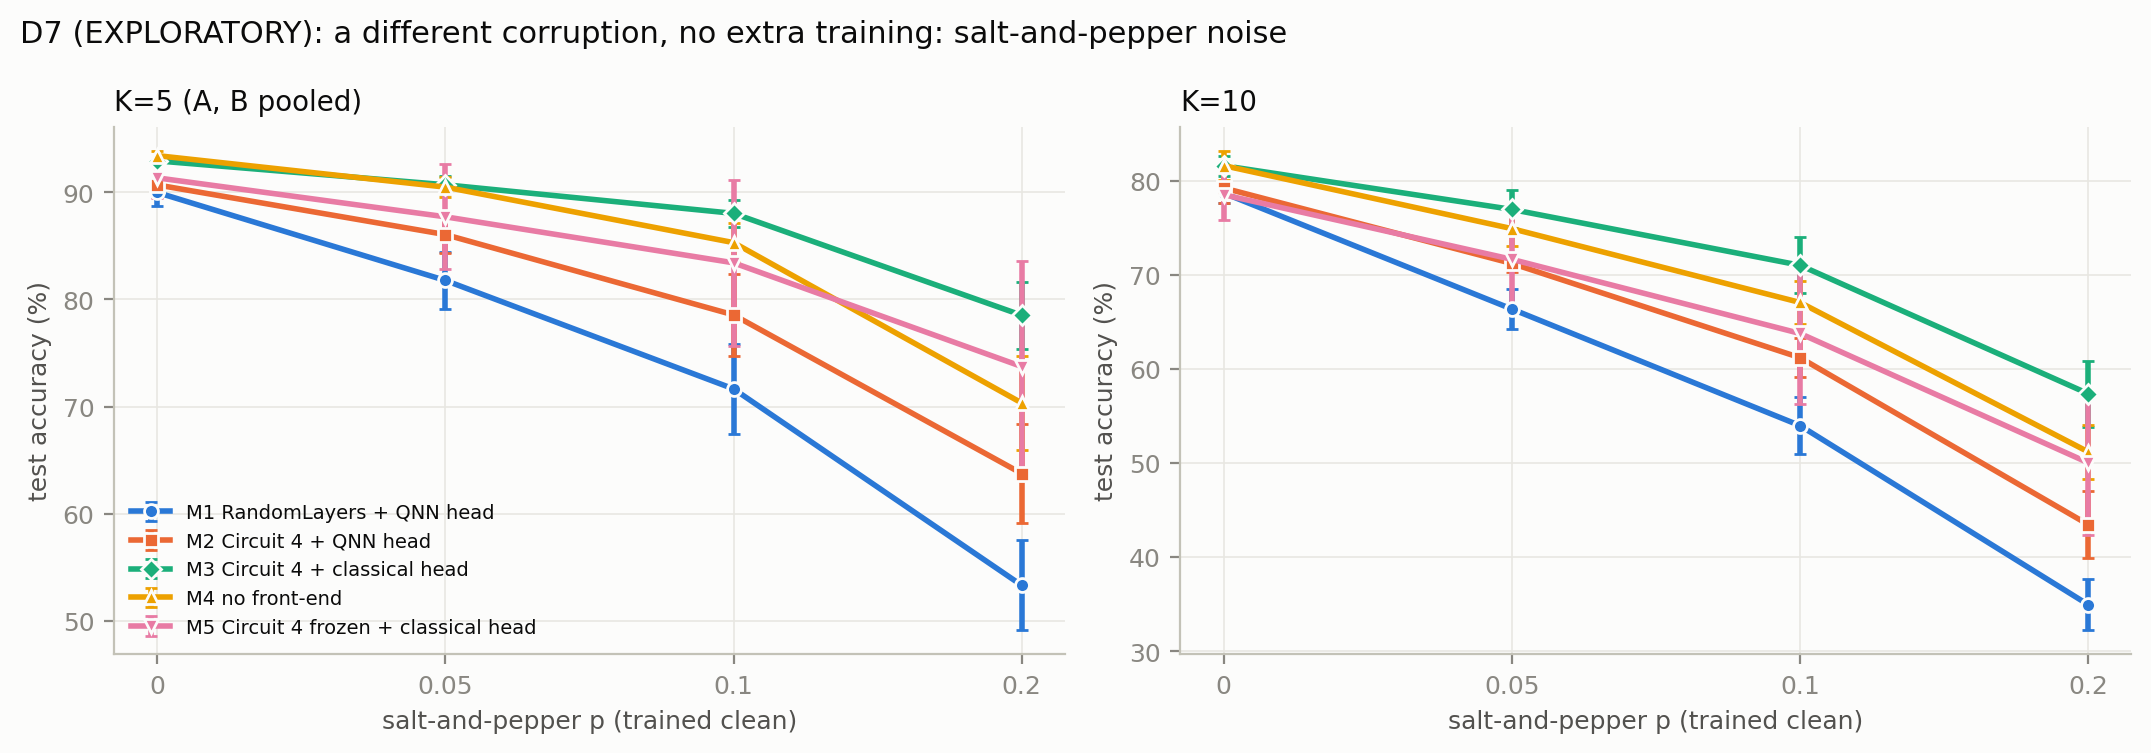 D7 (EXPLORATORY): a different corruption, no extra training: salt-and-pepper noise
K=5 (A, B pooled)
test accuracy (%)
90
80
70
60
50
M1 RandomLayers + QNN head
M2 Circuit 4 + QNN head
M3 Circuit 4 + classical head
M4 no front-end
M5 Circuit 4 frozen + classical head
0 0.05 0.1 0.2
salt-and-pepper p (trained clean)
K=10
test accuracy (%)
80
70
60
50
40
30
0 0.05 0.1 0.2
salt-and-pepper p (trained clean)